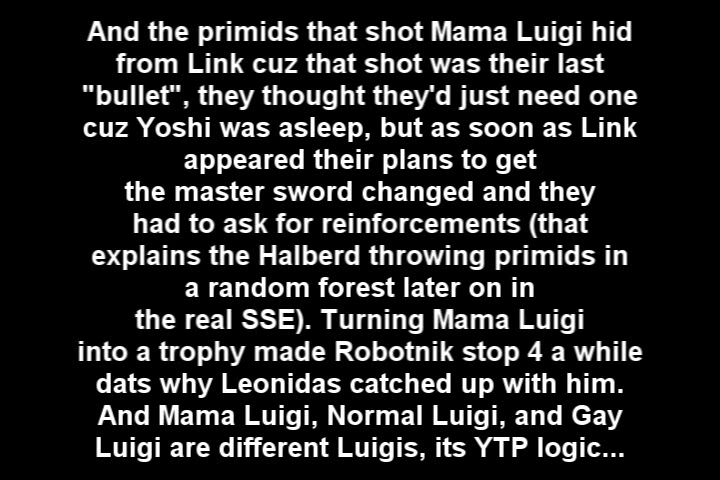 And the primids that shot Mama Luigi hid
from Link cuz that shot was their last
"bullet", they thought they'd just need one
cuz Yoshi was asleep, but as soon as Link
appeared their plans to get
the master sword changed and they
had to ask for reinforcements (that
explains the Halberd throwing primids in
a random forest later on in
the real SSE). Turning Mama Luigi
into a trophy made Robotnik stop 4 a while
dats why Leonidas catched up with him.
And Mama Luigi, Normal Luigi, and Gay
Luigi are different Luigis, its YTP logic...